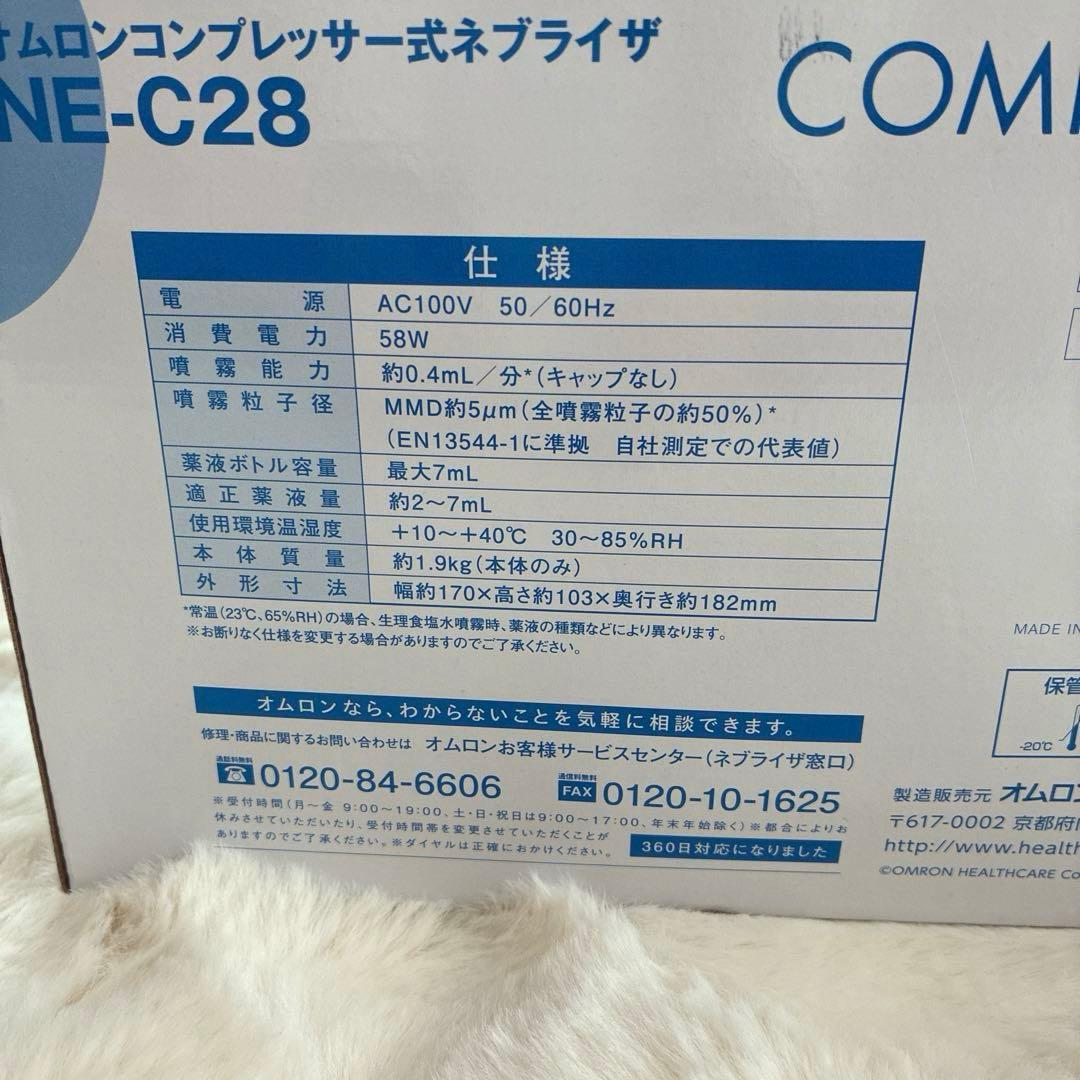 オムロンコンプレッサー式ネブライザ
NE-C28
COM
仕様
電源 AC100V 50／60Hz
消費電力 58W
噴霧能力 約0.4mL／分*(キャップなし)
噴霧粒子径 MMD約5μm(全噴霧粒子の約50%)*
(EN13544-1に準拠 自社測定での代表値)
薬液ボトル容量 最大7mL
適正薬液量 約2～7mL
使用環境温湿度 +10～+40℃ 30～85%RH
本体質量 約1.9kg(本体のみ)
外形寸法 幅約170×高さ約103×奥行き約182mm
*常温(23℃、65%RH)の場合、生理食塩水噴霧時、薬液の種類などにより異なります。
※お断りなく仕様を変更する場合がありますのでご了承ください。
MADE IN
保管
-20℃
オムロンなら、わからないことを気軽に相談できます。
修理・商品に関するお問い合わせは オムロンお客様サービスセンター(ネブライザ窓口)
通話料無料 0120-84-6606
通信料無料 FAX 0120-10-1625
※受付時間(月～金 9:00～19:00、土・日・祝日は9:00～17:00、年末年始除く)※都合によりお
休みさせていただいたり、受付時間帯を変更させていただくことが
ありますのでご了承ください。※ダイヤルは正確におかけください。
360日対応になりました
製造販売元 オムロ
〒617-0002 京都府
http://www.healt
©OMRON HEALTHCARE Co